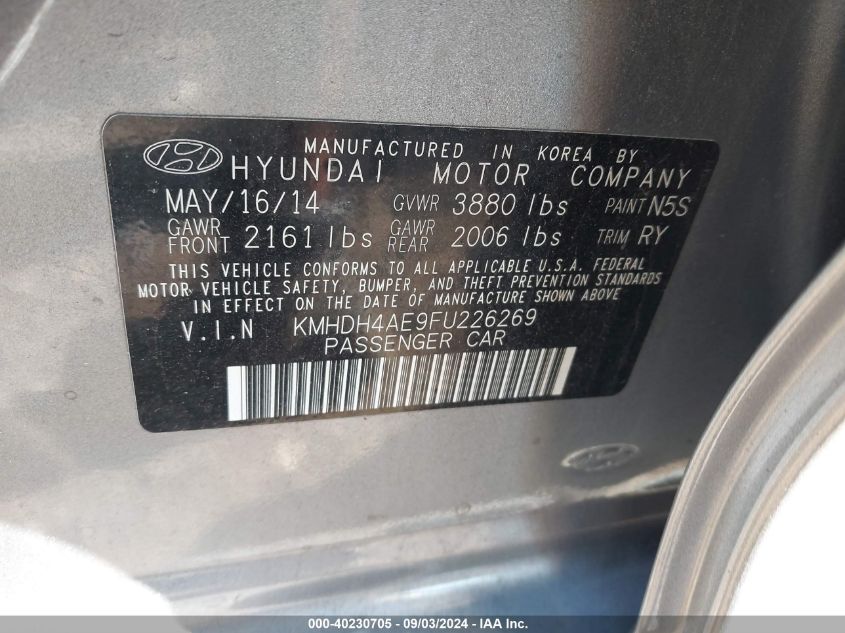 MANUFACTURED IN KOREA BY
HYUNDAI MOTOR COMPANY
MAY/16/14 GVWR 3880 lbs PAINT N5S
GAWR FRONT 2161 lbs GAWR REAR 2006 lbs TRIM RY
THIS VEHICLE CONFORMS TO ALL APPLICABLE U.S.A. FEDERAL
MOTOR VEHICLE SAFETY, BUMPER, AND THEFT PREVENTION STANDARDS
IN EFFECT ON THE DATE OF MANUFACTURE SHOWN ABOVE
V.I.N KMHDH4AE9FU226269
PASSENGER CAR
000-40230705 - 09/03/2024 - IAA Inc.